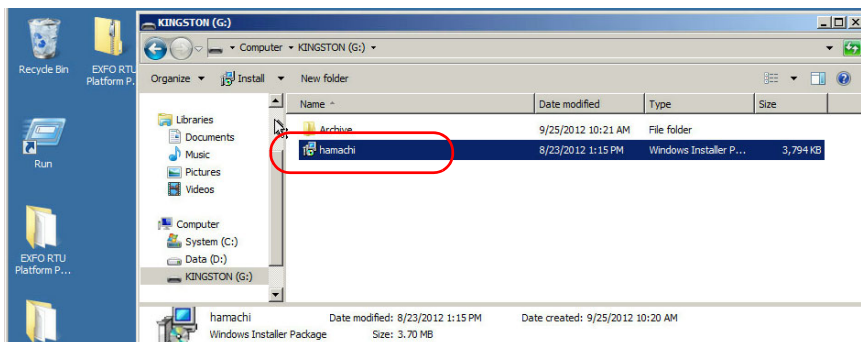 KINGSTON (G:)
Computer KINGSTON (G:)
Recycle Bin
EXFO RTU
Platform P.
Organize Install New folder
Name Date modified Type Size
Libraries
Documents
Music
Pictures
Videos
Archive 9/25/2012 10:21 AM File folder
hamachi 8/23/2012 1:15 PM Windows Installer P... 3,794 KB
Run
Computer
System (C:)
Data (D:)
KINGSTON (G:)
EXFO RTU
Platform P...
hamachi Date modified: 8/23/2012 1:15 PM Date created: 9/25/2012 10:20 AM
Windows Installer Package Size: 3.70 MB